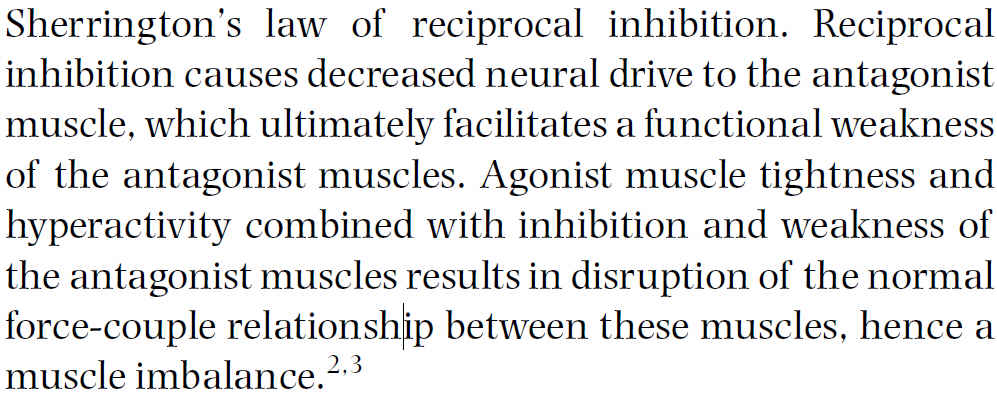 Sherrington’s law of reciprocal inhibition. Reciprocal
inhibition causes decreased neural drive to the antagonist
muscle, which ultimately facilitates a functional weakness
of the antagonist muscles. Agonist muscle tightness and
hyperactivity combined with inhibition and weakness of
the antagonist muscles results in disruption of the normal
force-couple relationship between these muscles, hence a
muscle imbalance.2,3